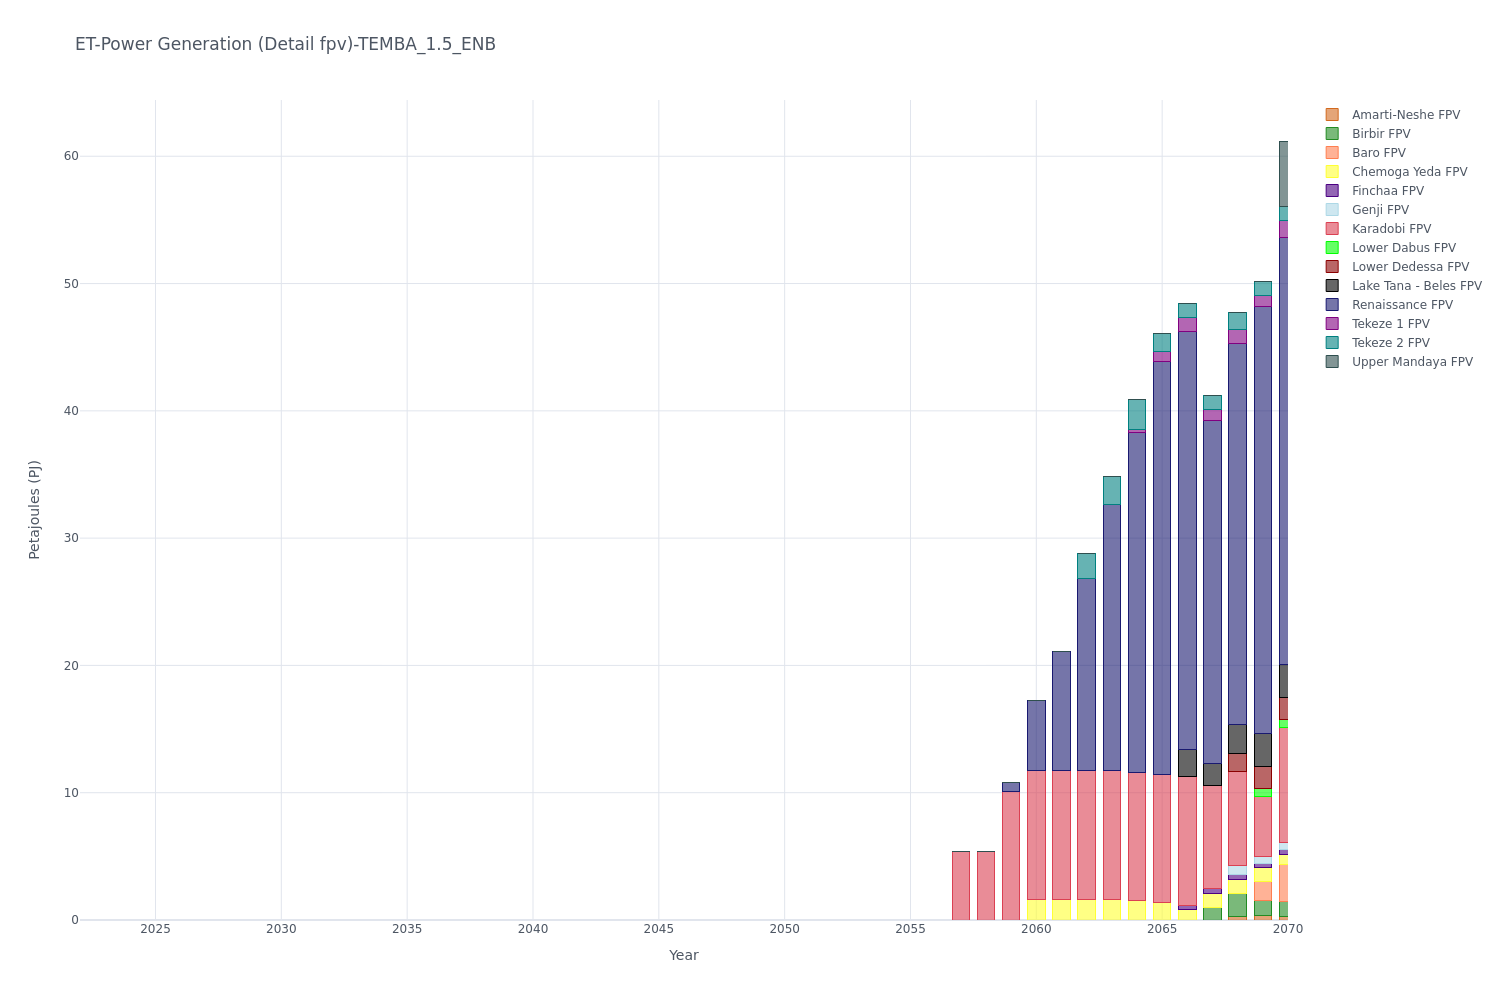 ET-Power Generation (Detail fpv)-TEMBA_1.5_ENB
Amarti-Neshe FPV
Birbir FPV
Baro FPV
Chemoga Yeda FPV
Finchaa FPV
Genji FPV
Karadobi FPV
Lower Dabus FPV
Lower Dedessa FPV
Lake Tana - Beles FPV
Renaissance FPV
Tekeze 1 FPV
Tekeze 2 FPV
Upper Mandaya FPV
60
50
40
30
20
10
0
Petajoules (PJ)
2025 2030 2035 2040 2045 2050 2055 2060 2065 2070
Year